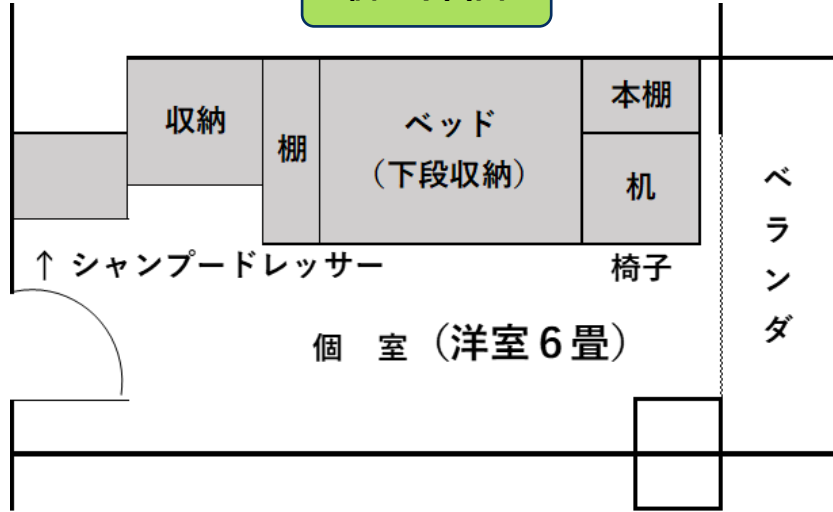 収納
棚
ベッド
（下段収納）
本棚
机
椅子
↑ シャンプードレッサー
個 室（洋室６畳）
ベランダ